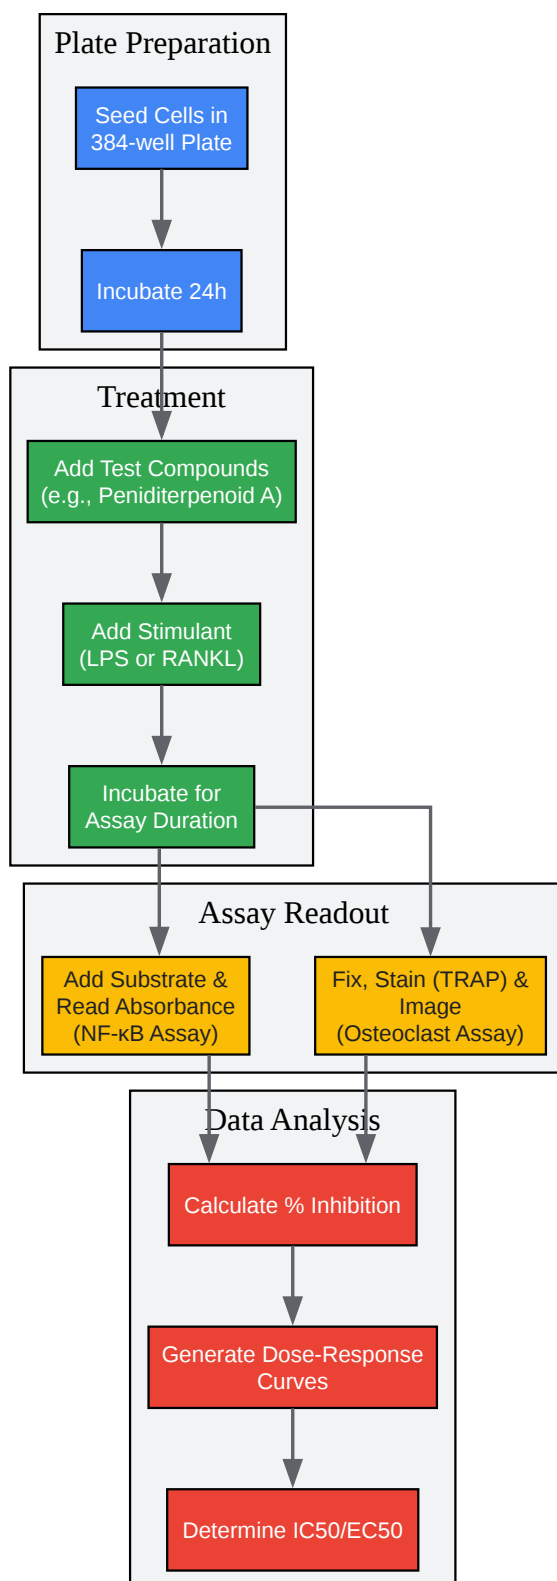 Plate Preparation
Seed Cells in
384-well Plate
Incubate 24h
Treatment
Add Test Compounds
(e.g., Peniditerpenoid A)
Add Stimulant
(LPS or RANKL)
Incubate for
Assay Duration
Assay Readout
Add Substrate &
Read Absorbance
(NF-κB Assay)
Fix, Stain (TRAP) &
Image
(Osteoclast Assay)
Data Analysis
Calculate % Inhibition
Generate Dose-Response
Curves
Determine IC50/EC50